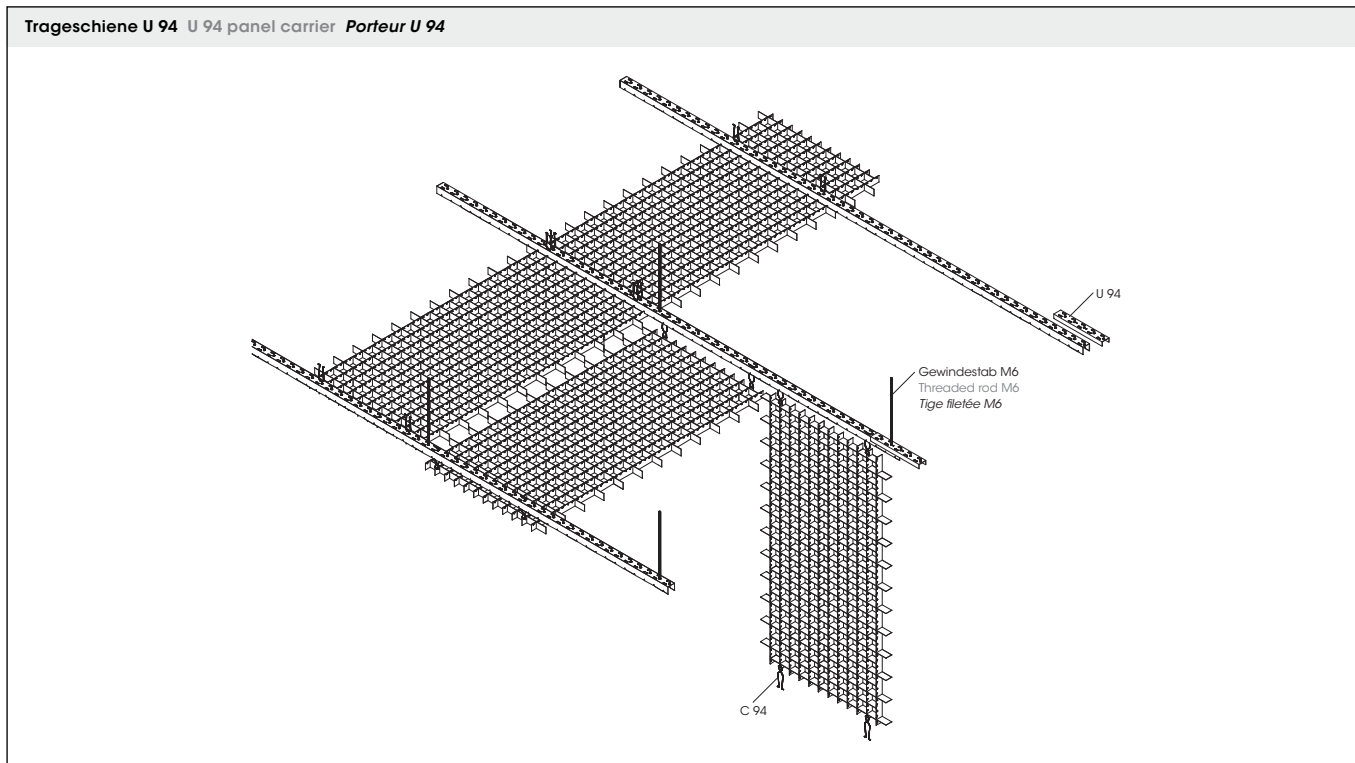 Trageschiene U 94 U 94 panel carrier Porteur U 94
U 94
Gewindestab M6
Threaded rod M6
Tige filetée M6
C 94